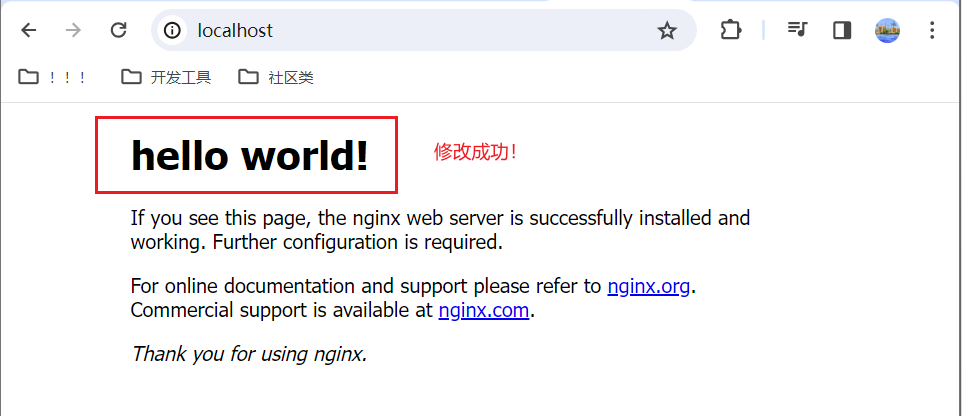 localhost
！！！ 开发工具 社区类
hello world!
修改成功！
If you see this page, the nginx web server is successfully installed and
working. Further configuration is required.
For online documentation and support please refer to nginx.org.
Commercial support is available at nginx.com.
Thank you for using nginx.